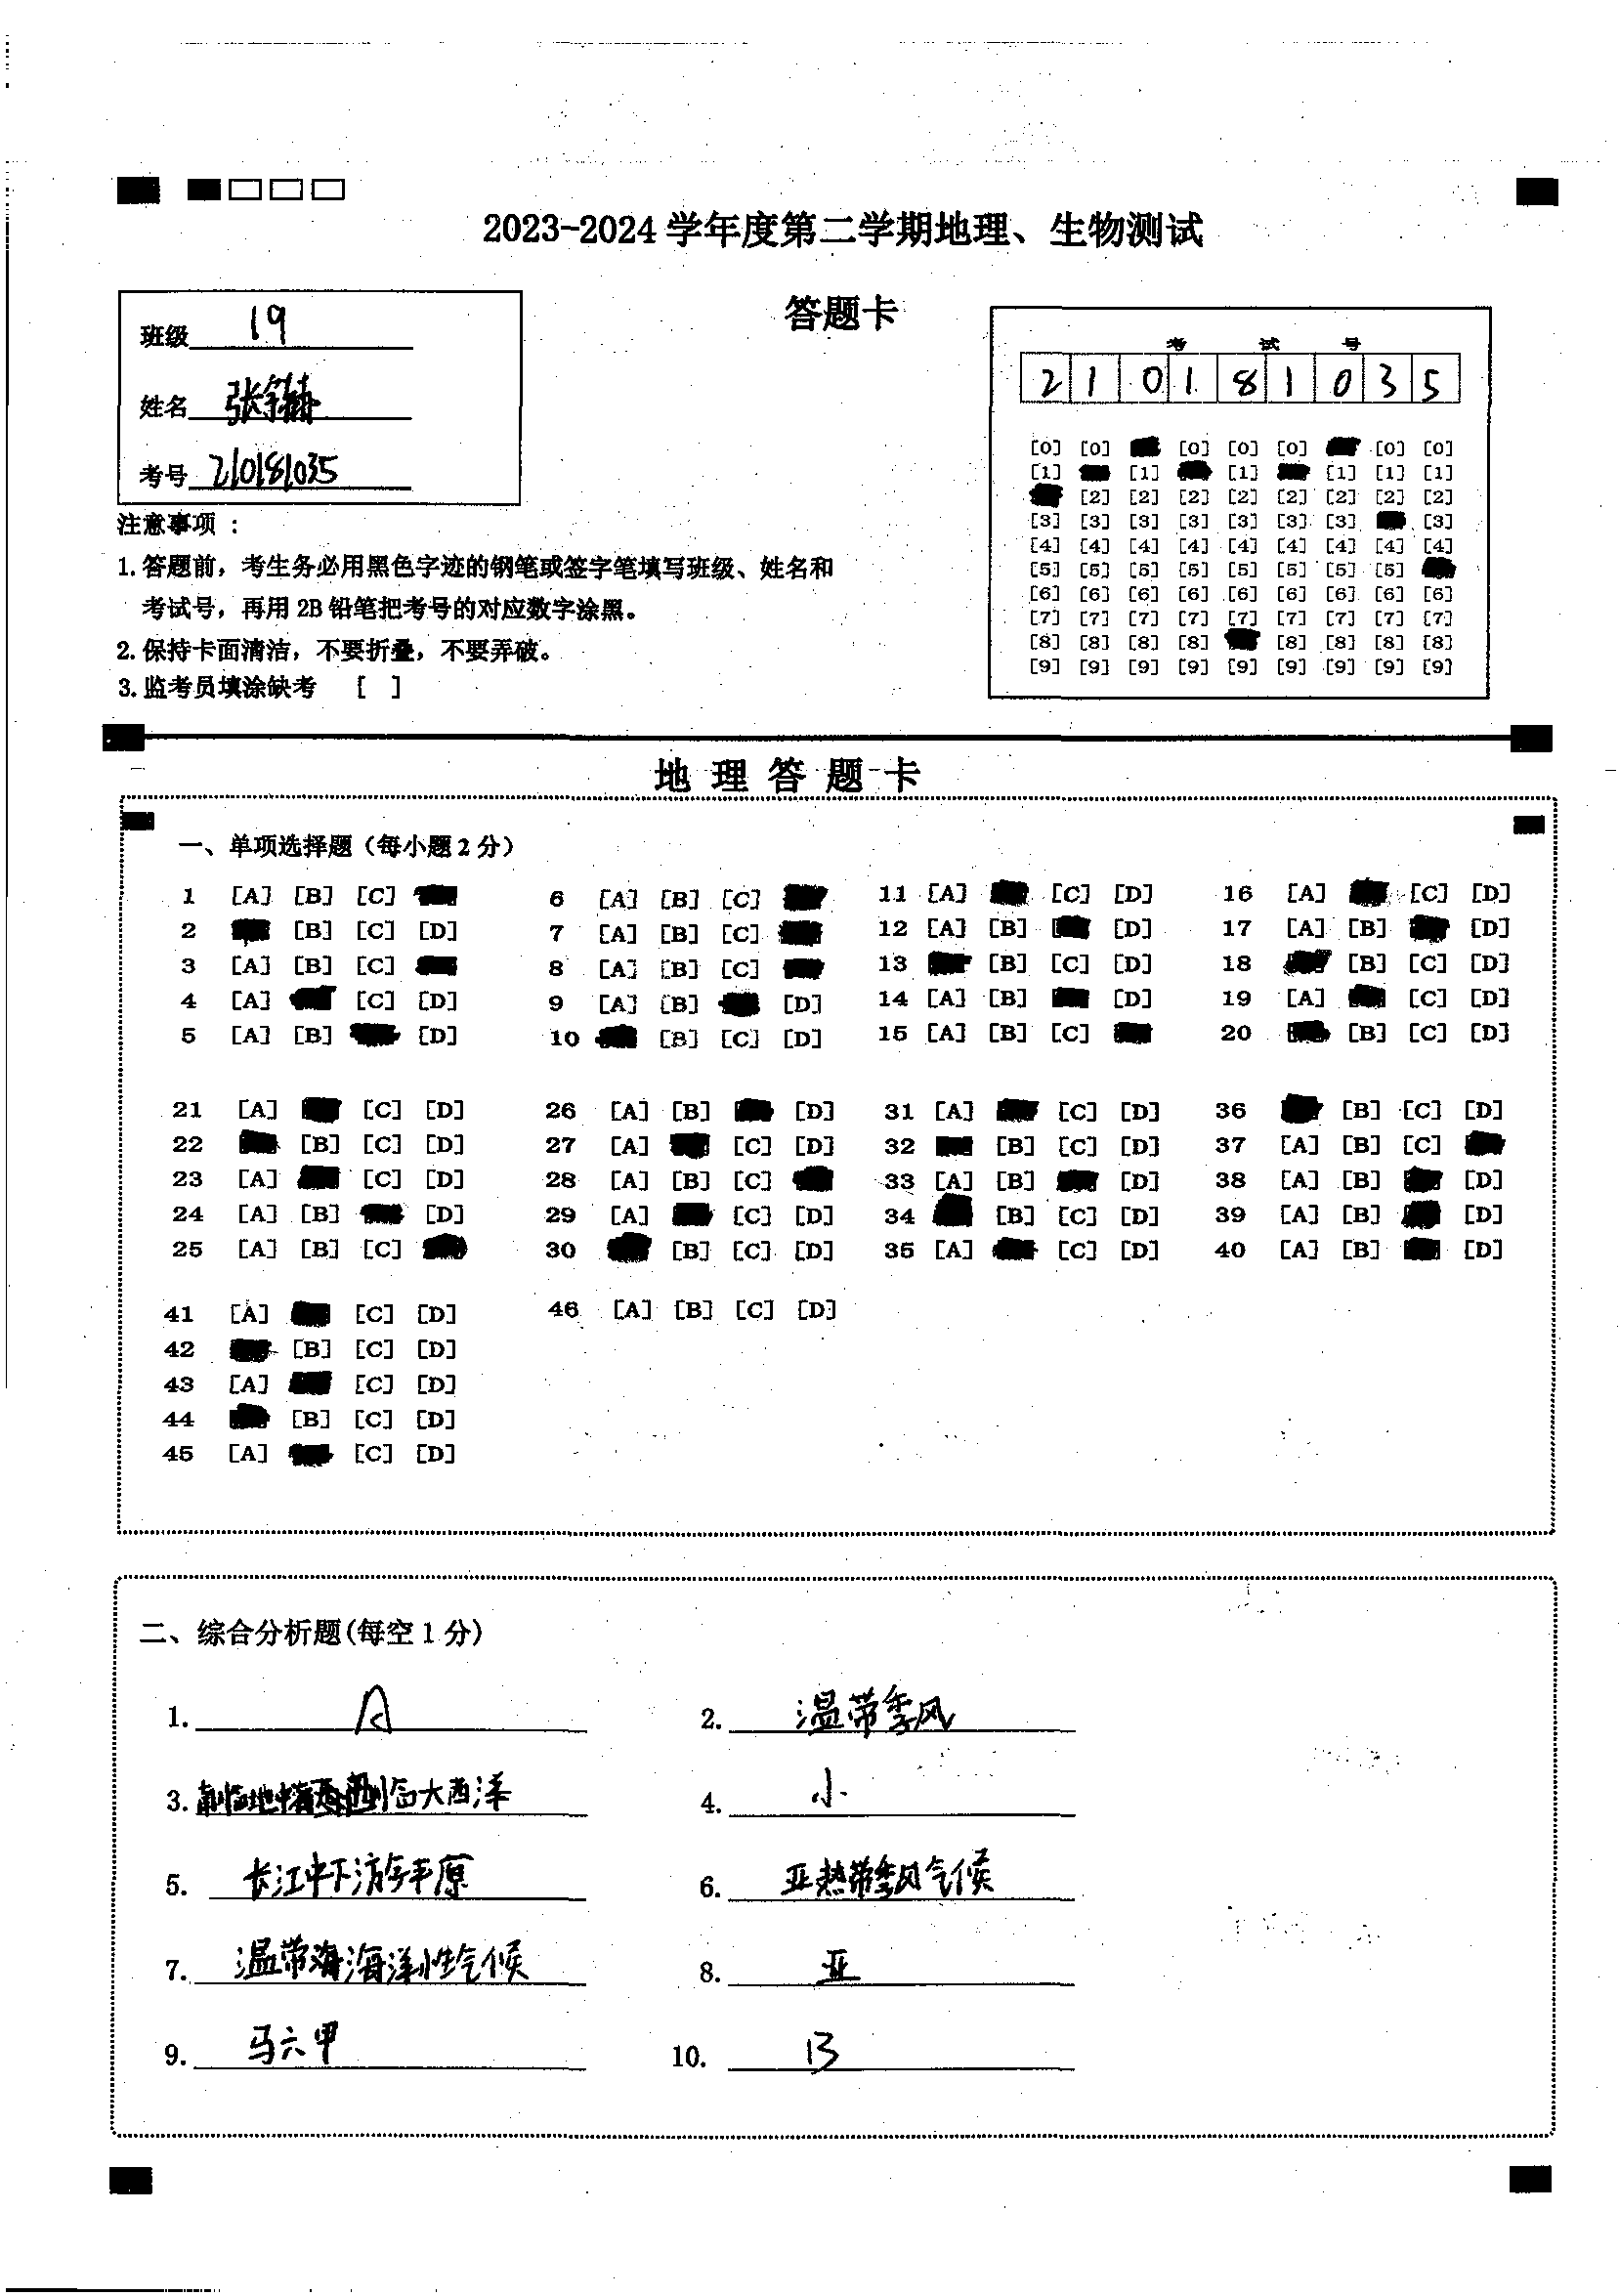 2023-2024 学年度第二学期地理、生物测试
答题卡
班级 19
姓名 张
考号 210181035
考 试 号
2 1 0 1 8 1 0 3 5
[0] [0] [0] [0] [0] [0] [0]
[1] [1] [1] [1] [1] [1]
[2] [2] [2] [2] [2] [2] [2] [2]
[3] [3] [3] [3] [3] [3] [3] [3]
[4] [4] [4] [4] [4] [4] [4] [4] [4]
[5] [5] [5] [5] [5] [5] [5] [5]
[6] [6] [6] [6] [6] [6] [6] [6] [6]
[7] [7] [7] [7] [7] [7] [7] [7] [7]
[8] [8] [8] [8] [8] [8] [8] [8]
[9] [9] [9] [9] [9] [9] [9] [9] [9]
注意事项：
1. 答题前，考生务必用黑色字迹的钢笔或签字笔填写班级、姓名和
考试号，再用 2B 铅笔把考号的对应数字涂黑。
2. 保持卡面清洁，不要折叠，不要弄破。
3. 监考员填涂缺考 [ ]
地 理 答 题 卡
一、单项选择题（每小题 2 分）
1 [A] [B] [C] 6 [A] [B] [C] 11 [A] [C] [D] 16 [A] [C] [D]
2 [B] [C] [D] 7 [A] [B] [C] 12 [A] [B] [D] 17 [A] [B] [D]
3 [A] [B] [C] 8 [A] [B] [C] 13 [B] [C] [D] 18 [B] [C] [D]
4 [A] [C] [D] 9 [A] [B] [D] 14 [A] [B] [D] 19 [A] [C] [D]
5 [A] [B] [D] 10 [B] [C] [D] 15 [A] [B] [C] 20 [B] [C] [D]
21 [A] [C] [D] 26 [A] [B] [D] 31 [A] [C] [D] 36 [B] [C] [D]
22 [B] [C] [D] 27 [A] [C] [D] 32 [B] [C] [D] 37 [A] [B] [C]
23 [A] [C] [D] 28 [A] [B] [C] 33 [A] [B] [D] 38 [A] [B] [D]
24 [A] [B] [D] 29 [A] [C] [D] 34 [B] [C] [D] 39 [A] [B] [D]
25 [A] [B] [C] 30 [B] [C] [D] 35 [A] [C] [D] 40 [A] [B] [D]
41 [A] [C] [D] 46 [A] [B] [C] [D]
42 [B] [C] [D]
43 [A] [C] [D]
44 [B] [C] [D]
45 [A] [C] [D]
二、综合分析题(每空 1 分)
1. A 2. 温带季风
3. 临大西洋 4. 小
5. 长江中下游平原 6. 亚热带季风气候
7. 温带海洋性气候 8. 亚
9. 马六甲 10. B